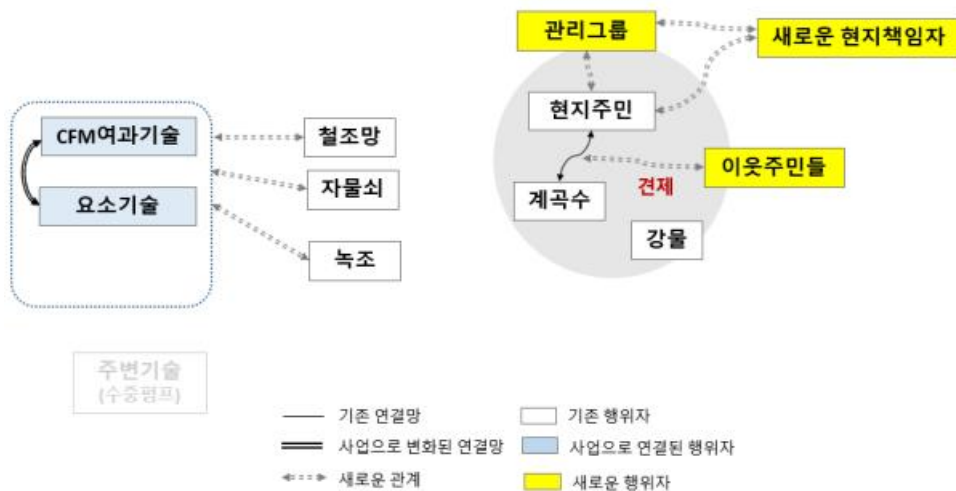 관리그룹
새로운 현지책임자
CFM여과기술
철조망
현지주민
자물쇠
이웃주민들
요소기술
계곡수
견제
강물
녹조
주변기술
(수중펌프)
기존 연결망
기존 행위자
사업으로 변화된 연결망
사업으로 연결된 행위자
새로운 관계
새로운 행위자